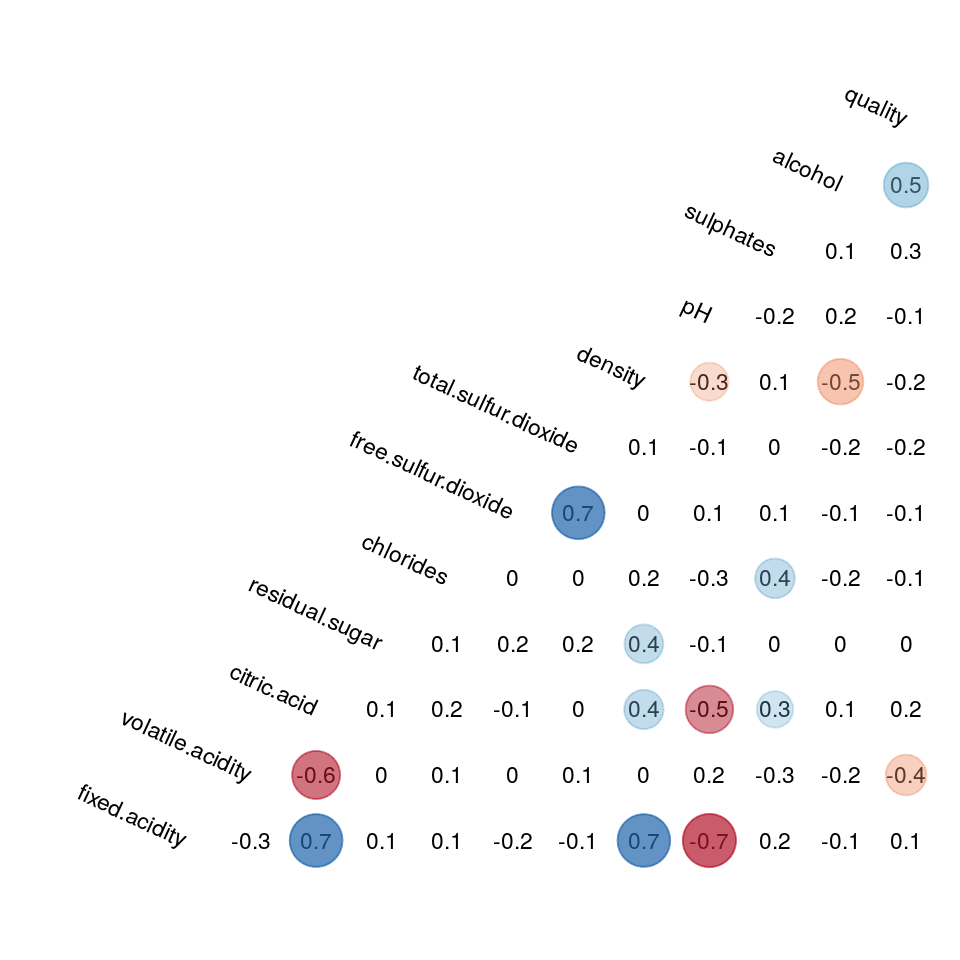 quality
alcohol 0.5
sulphates 0.1 0.3
pH -0.2 0.2 -0.1
density -0.3 0.1 -0.5 -0.2
total.sulfur.dioxide 0.1 -0.1 0 -0.2 -0.2
free.sulfur.dioxide 0.7 0 0.1 0.1 -0.1 -0.1
chlorides 0 0 0.2 -0.3 0.4 -0.2 -0.1
residual.sugar 0.1 0.2 0.2 0.4 -0.1 0 0 0
citric.acid 0.1 0.2 -0.1 0 0.4 -0.5 0.3 0.1 0.2
volatile.acidity -0.6 0 0.1 0 0.1 0 0.2 -0.3 -0.2 -0.4
fixed.acidity -0.3 0.7 0.1 0.1 -0.2 -0.1 0.7 -0.7 0.2 -0.1 0.1